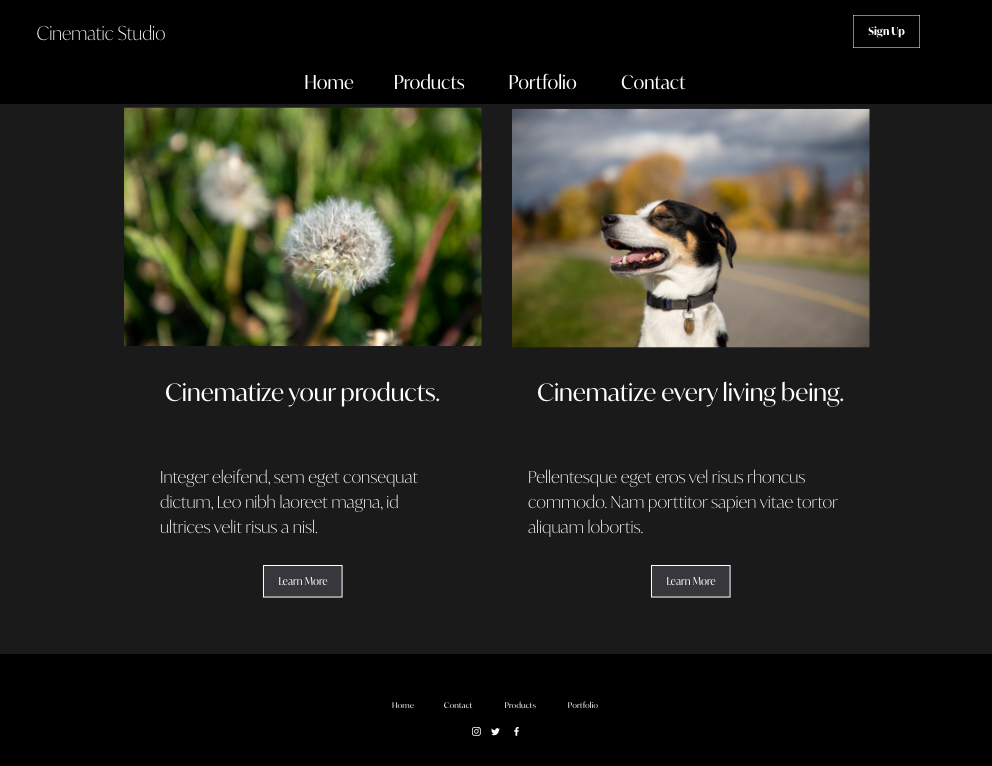 Cinematic Studio
Sign Up
Home Products Portfolio Contact
Cinematize your products.
Integer eleifend, sem eget consequat
dictum, Leo nibh laoreet magna, id
ultrices velit risus a nisl.
Learn More
Cinematize every living being.
Pellentesque eget eros vel risus rhoncus
commodo. Nam porttitor sapien vitae tortor
aliquam lobortis.
Learn More
Home Contact Products Portfolio